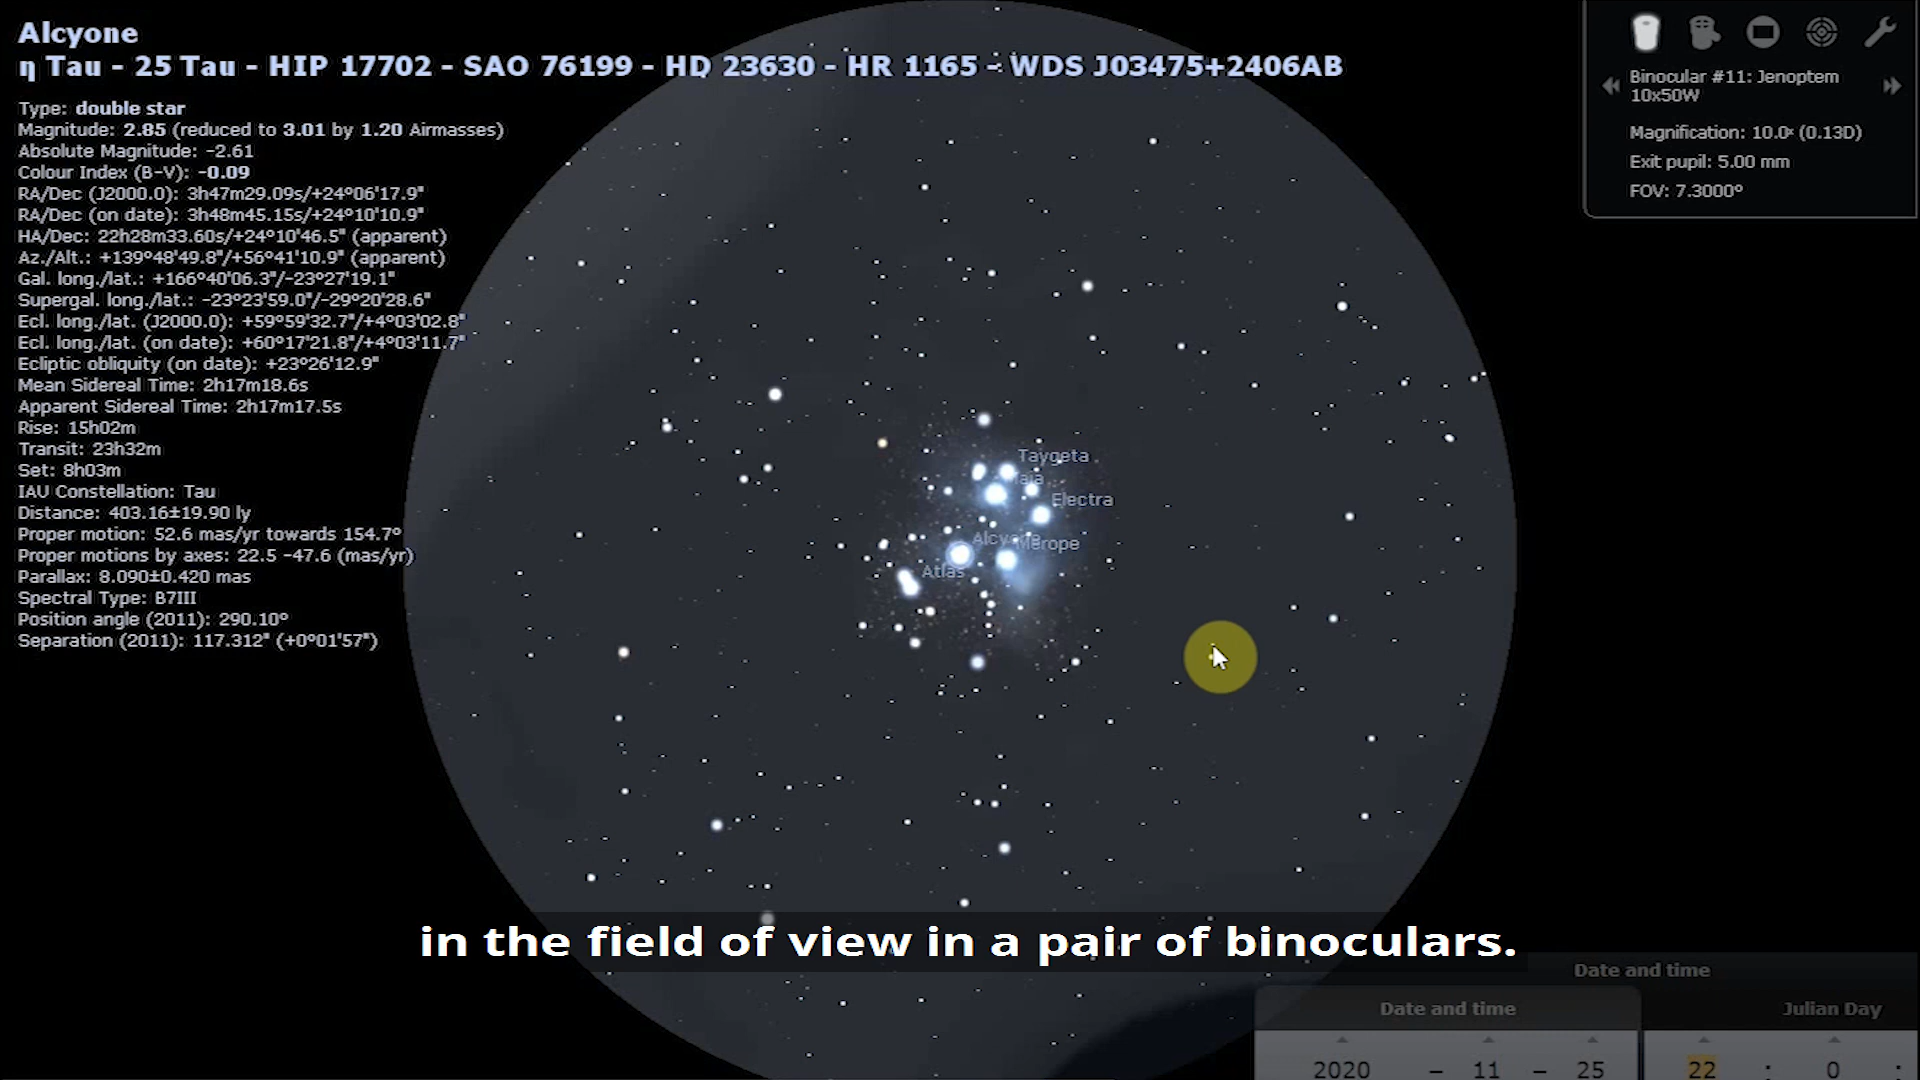 Alcyone
η Tau - 25 Tau - HIP 17702 - SAO 76199 - HD 23630 - HR 1165 - WDS J03475+2406AB
Type: double star
Magnitude: 2.85 (reduced to 3.01 by 1.20 Airmasses)
Absolute Magnitude: -2.61
Colour Index (B-V): -0.09
RA/Dec (J2000.0): 3h47m29.09s/+24°06'17.9"
RA/Dec (on date): 3h48m45.15s/+24°10'10.9"
HA/Dec: 22h28m33.60s/+24°10'46.5" (apparent)
Az./Alt.: +139°48'49.8"/+56°41'10.9" (apparent)
Gal. long./lat.: +166°40'06.3"/-23°27'19.1"
Supergal. long./lat.: -23°23'59.0"/-29°20'28.6"
Ecl. long./lat. (J2000.0): +59°59'32.7"/+4°03'02.8"
Ecl. long./lat. (on date): +60°17'21.8"/+4°03'11.7"
Ecliptic obliquity (on date): +23°26'12.9"
Mean Sidereal Time: 2h17m18.6s
Apparent Sidereal Time: 2h17m17.5s
Rise: 15h02m
Transit: 23h32m
Set: 8h03m
IAU Constellation: Tau
Distance: 403.16±19.90 ly
Proper motion: 52.6 mas/yr towards 154.7°
Proper motions by axes: 22.5 -47.6 (mas/yr)
Parallax: 8.090±0.420 mas
Spectral Type: B7III
Position angle (2011): 290.10°
Separation (2011): 117.312" (+0°01'57")
Binocular #11: Jenoptem
10x50W
Magnification: 10.0× (0.13D)
Exit pupil: 5.00 mm
FOV: 7.3000°
Taygeta
Maia
Electra
Alcyone
Merope
Atlas
in the field of view in a pair of binoculars.
Date and time
Date and time
Julian Day
2020 - 11 - 25
22 : 0 :